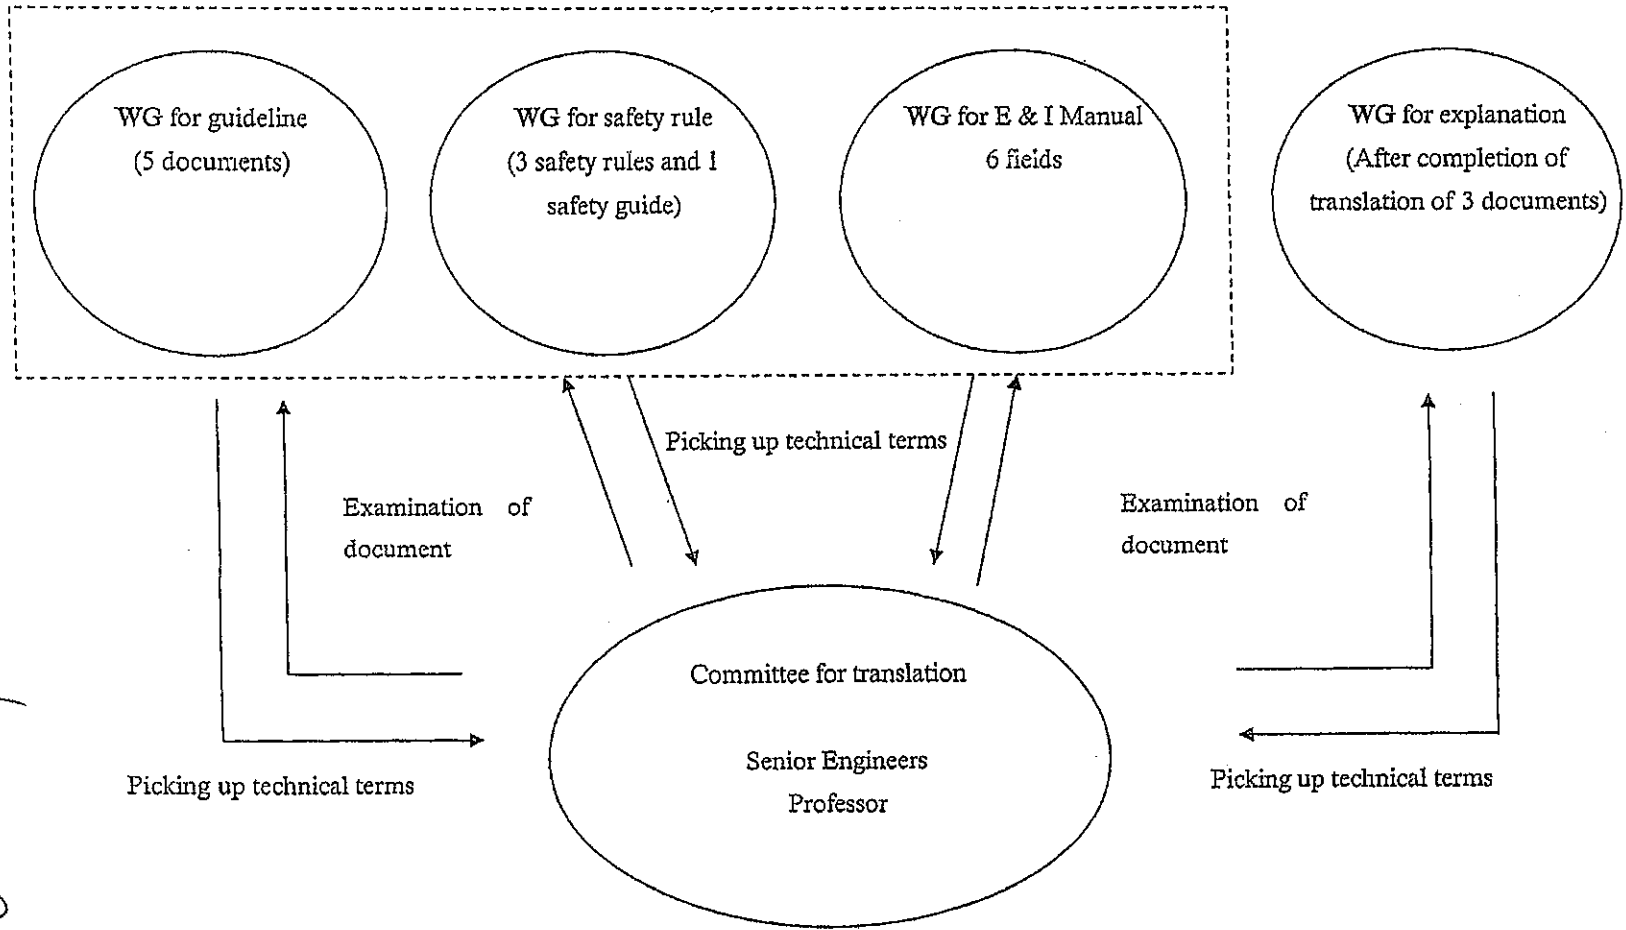 WG for guideline
(5 documents)
WG for safety rule
(3 safety rules and 1
safety guide)
WG for E & I Manual
6 fields
WG for explanation
(After completion of
translation of 3 documents)
Picking up technical terms
Examination of
document
Examination of
document
Committee for translation
Senior Engineers
Professor
Picking up technical terms
Picking up technical terms